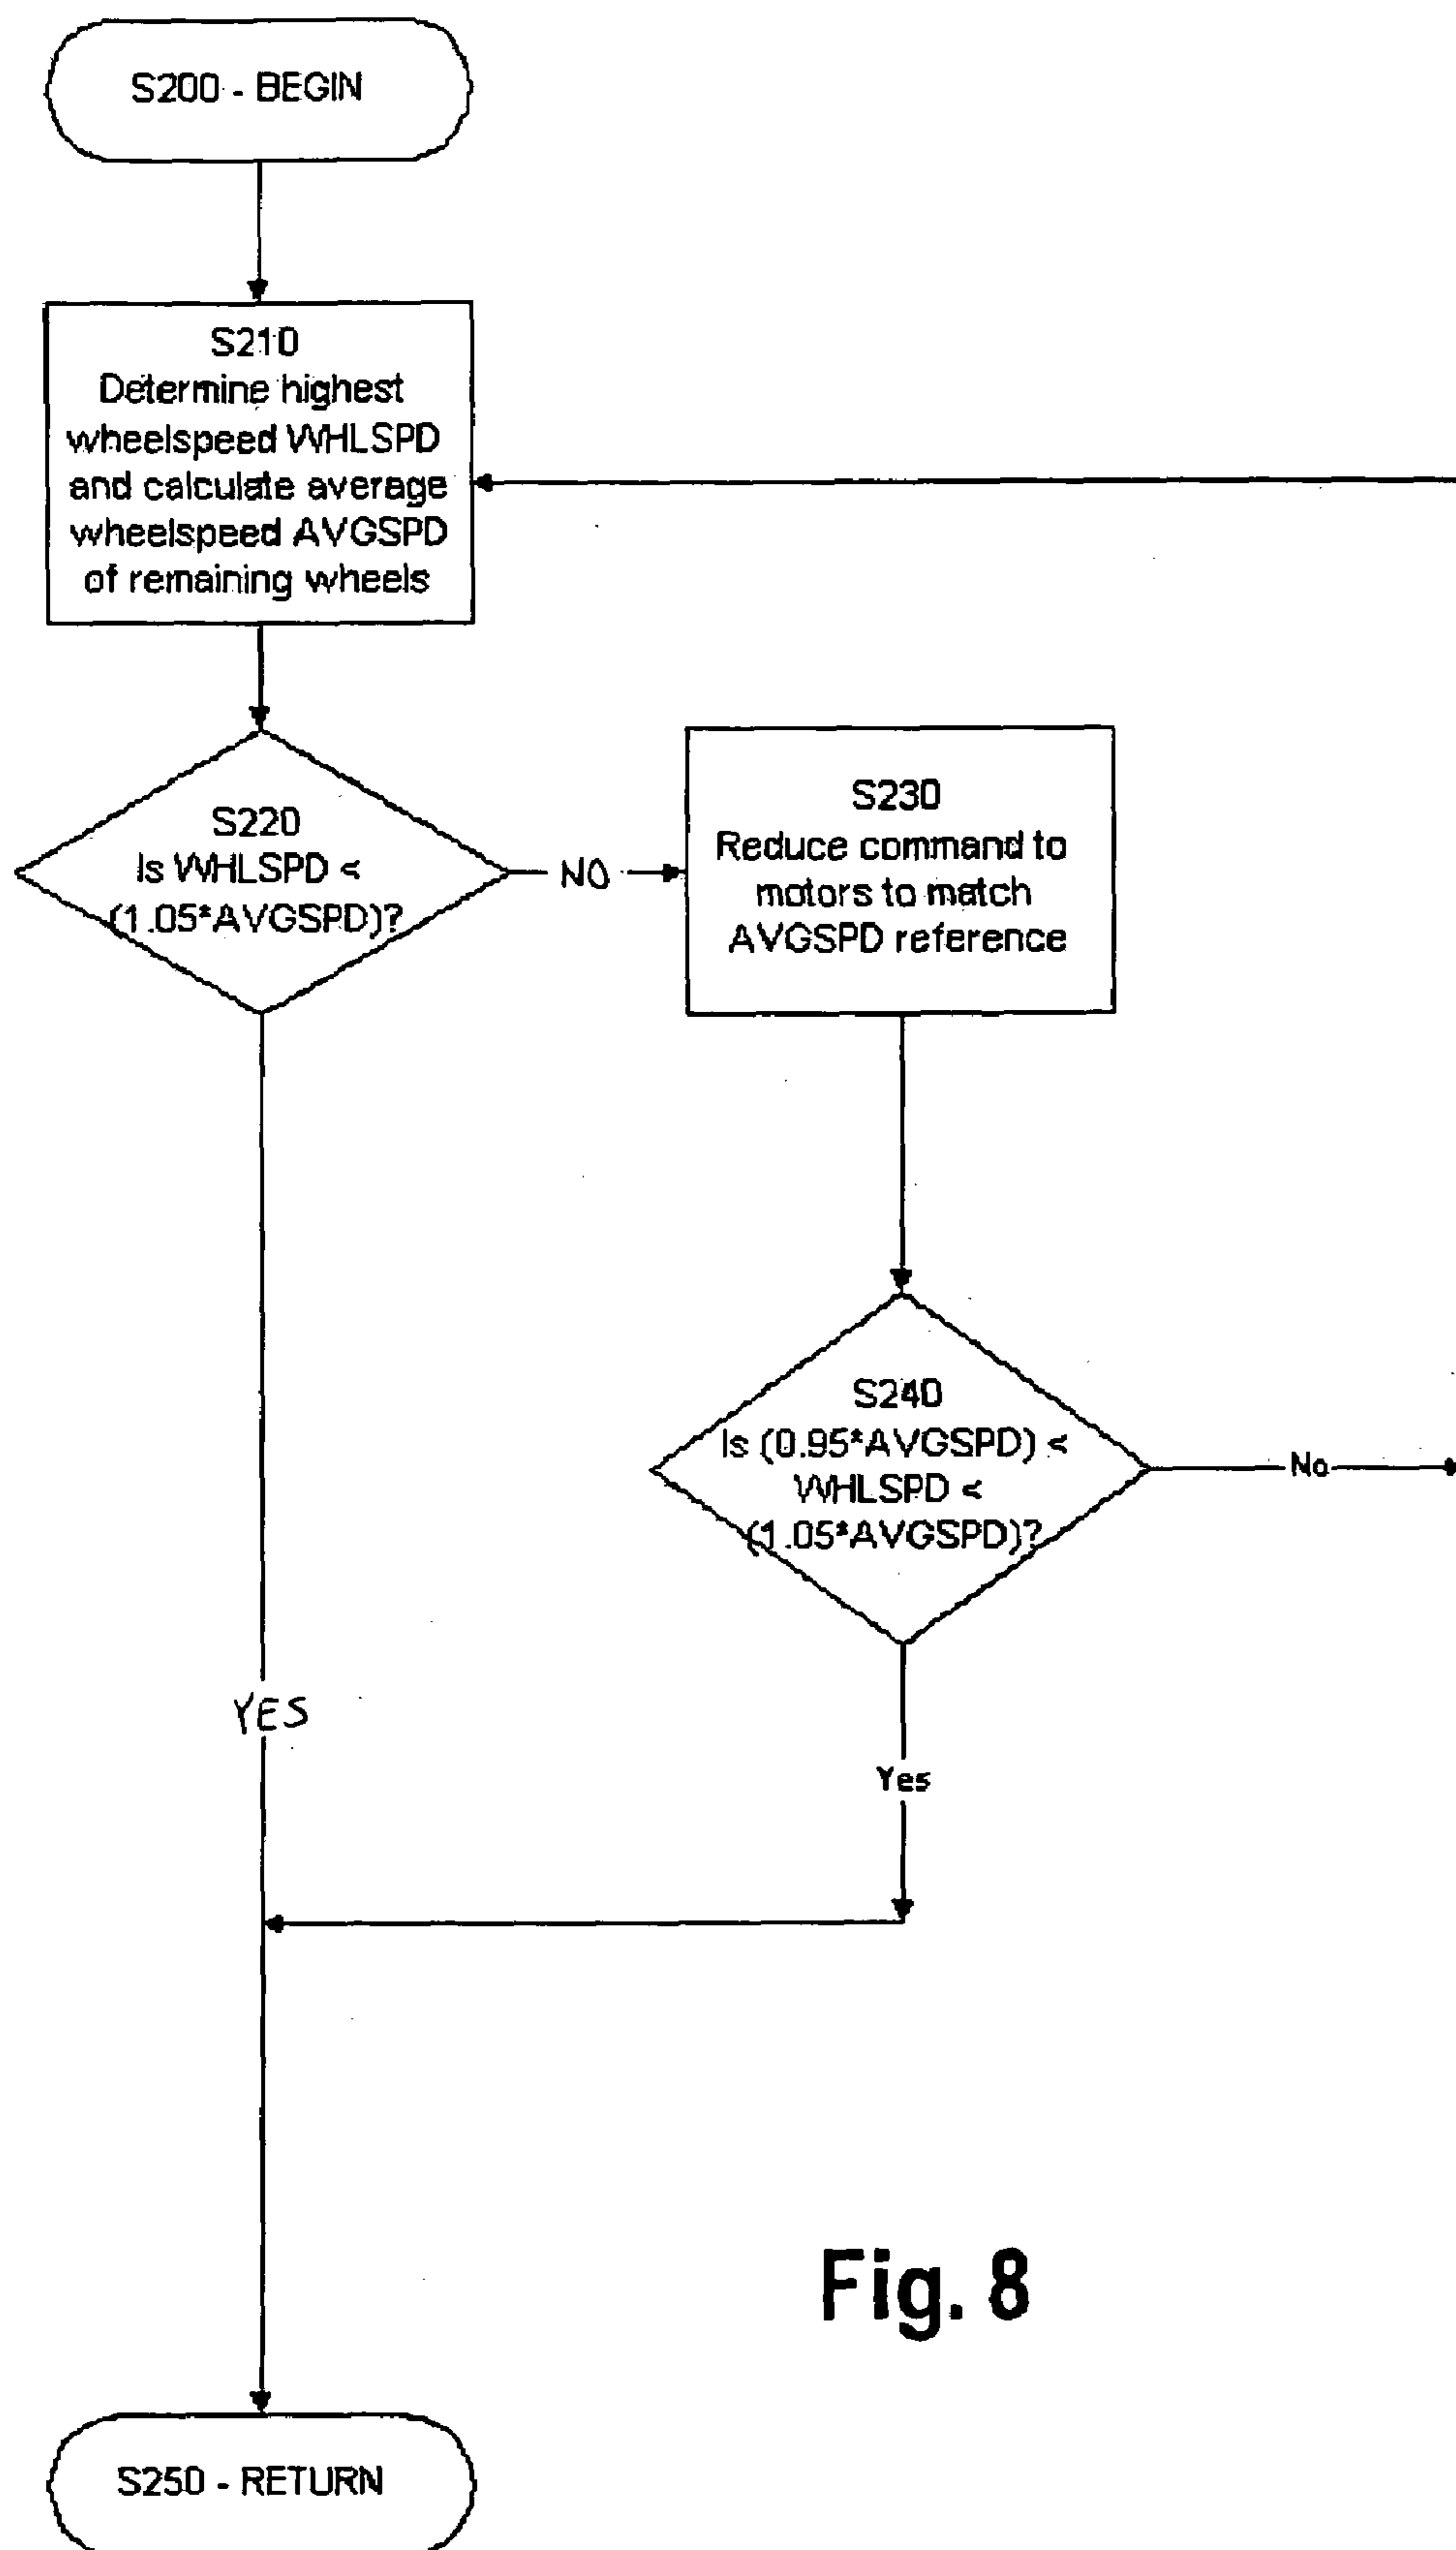 S200 - BEGIN
S210
Determine highest
wheelspeed WHLSPD
and calculate average
wheelspeed AVGSPD
of remaining wheels
S220
Is WHLSPD <
(1.05*AVGSPD)?
NO
S230
Reduce command to
motors to match
AVGSPD reference
S240
Is (0.95*AVGSPD) <
WHLSPD <
(1.05*AVGSPD)?
No
YES
Yes
Fig. 8
S250 - RETURN